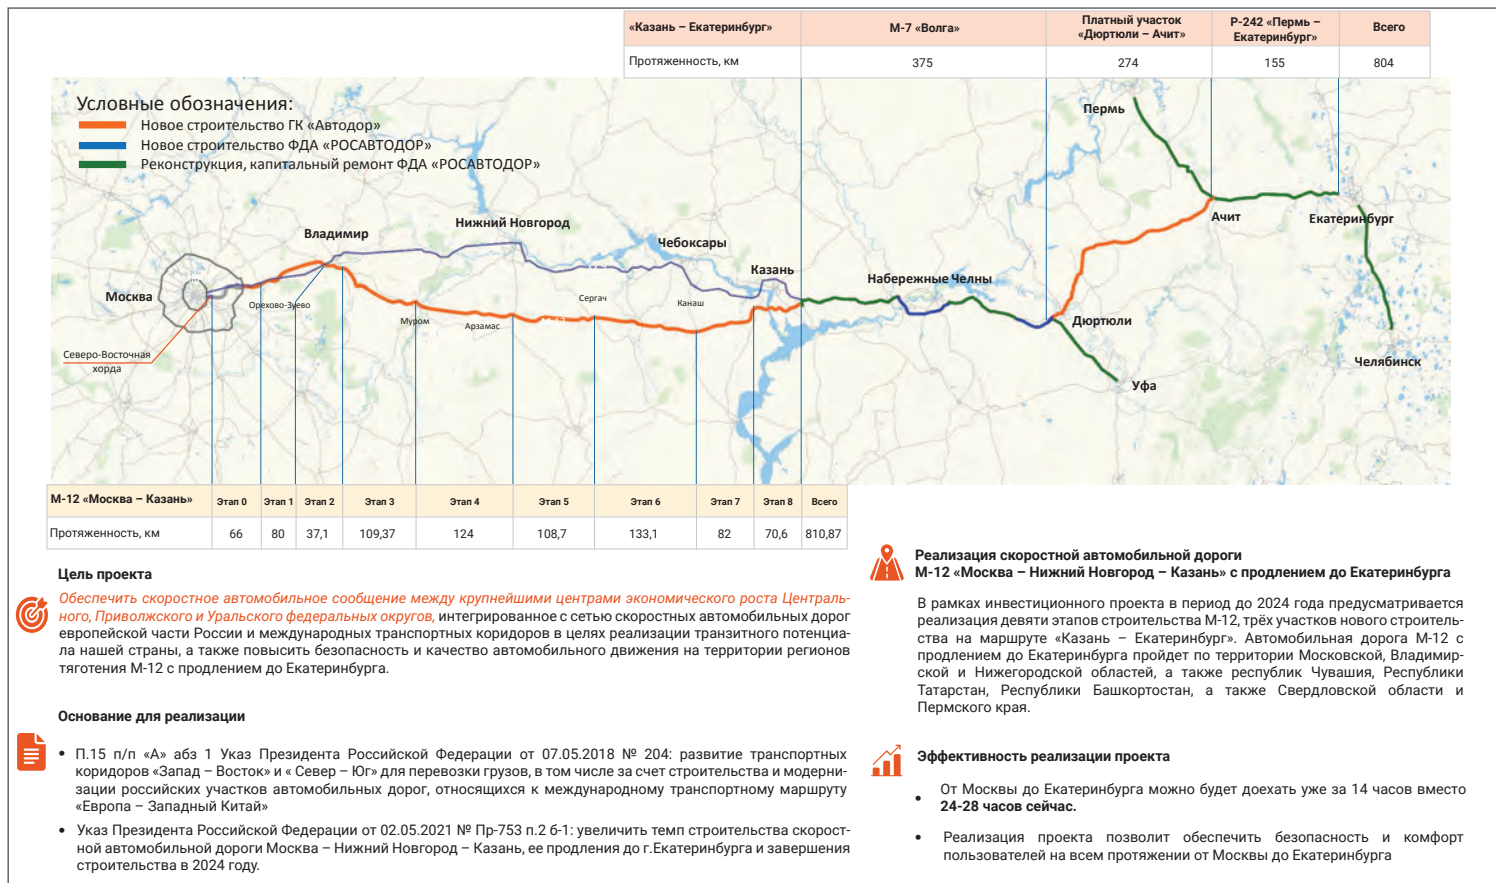 «Казань – Екатеринбург» М-7 «Волга» Платный участок «Дюртюли – Ачит» Р-242 «Пермь – Екатеринбург» Всего
Протяженность, км 375 274 155 804
Условные обозначения:
Новое строительство ГК «Автодор»
Новое строительство ФДА «РОСАВТОДОР»
Реконструкция, капитальный ремонт ФДА «РОСАВТОДОР»
Пермь
Ачит
Екатеринбург
Нижний Новгород
Владимир
Чебоксары
Казань
Набережные Челны
Москва
Орехово-Зуево
Сергач
Канаш
Муром
Арзамас
Дюртюли
Северо-Восточная
хорда
Челябинск
Уфа
М-12 «Москва – Казань» Этап 0 Этап 1 Этап 2 Этап 3 Этап 4 Этап 5 Этап 6 Этап 7 Этап 8 Всего
Протяженность, км 66 80 37,1 109,37 124 108,7 133,1 82 70,6 810,87
Цель проекта
Обеспечить скоростное автомобильное сообщение между крупнейшими центрами экономического роста Централь-
ного, Приволжского и Уральского федеральных округов, интегрированное с сетью скоростных автомобильных дорог
европейской части России и международных транспортных коридоров в целях реализации транзитного потенциа-
ла нашей страны, а также повысить безопасность и качество автомобильного движения на территории регионов
тяготения М-12 с продлением до Екатеринбурга.
Основание для реализации
• П.15 п/п «А» абз 1 Указ Президента Российской Федерации от 07.05.2018 № 204: развитие транспортных
коридоров «Запад – Восток» и « Север – Юг» для перевозки грузов, в том числе за счет строительства и модерни-
зации российских участков автомобильных дорог, относящихся к международному транспортному маршруту
«Европа – Западный Китай»
• Указ Президента Российской Федерации от 02.05.2021 № Пр-753 п.2 б-1: увеличить темп строительства скорост-
ной автомобильной дороги Москва – Нижний Новгород – Казань, ее продления до г.Екатеринбурга и завершения
строительства в 2024 году.
Реализация скоростной автомобильной дороги
М-12 «Москва – Нижний Новгород – Казань» с продлением до Екатеринбурга
В рамках инвестиционного проекта в период до 2024 года предусматривается
реализация девяти этапов строительства М-12, трёх участков нового строитель-
ства на маршруте «Казань – Екатеринбург». Автомобильная дорога М-12 с
продлением до Екатеринбурга пройдет по территории Московской, Владимир-
ской и Нижегородской областей, а также республик Чувашия, Республики
Татарстан, Республики Башкортостан, а также Свердловской области и
Пермского края.
Эффективность реализации проекта
• От Москвы до Екатеринбурга можно будет доехать уже за 14 часов вместо
24-28 часов сейчас.
• Реализация проекта позволит обеспечить безопасность и комфорт
пользователей на всем протяжении от Москвы до Екатеринбурга